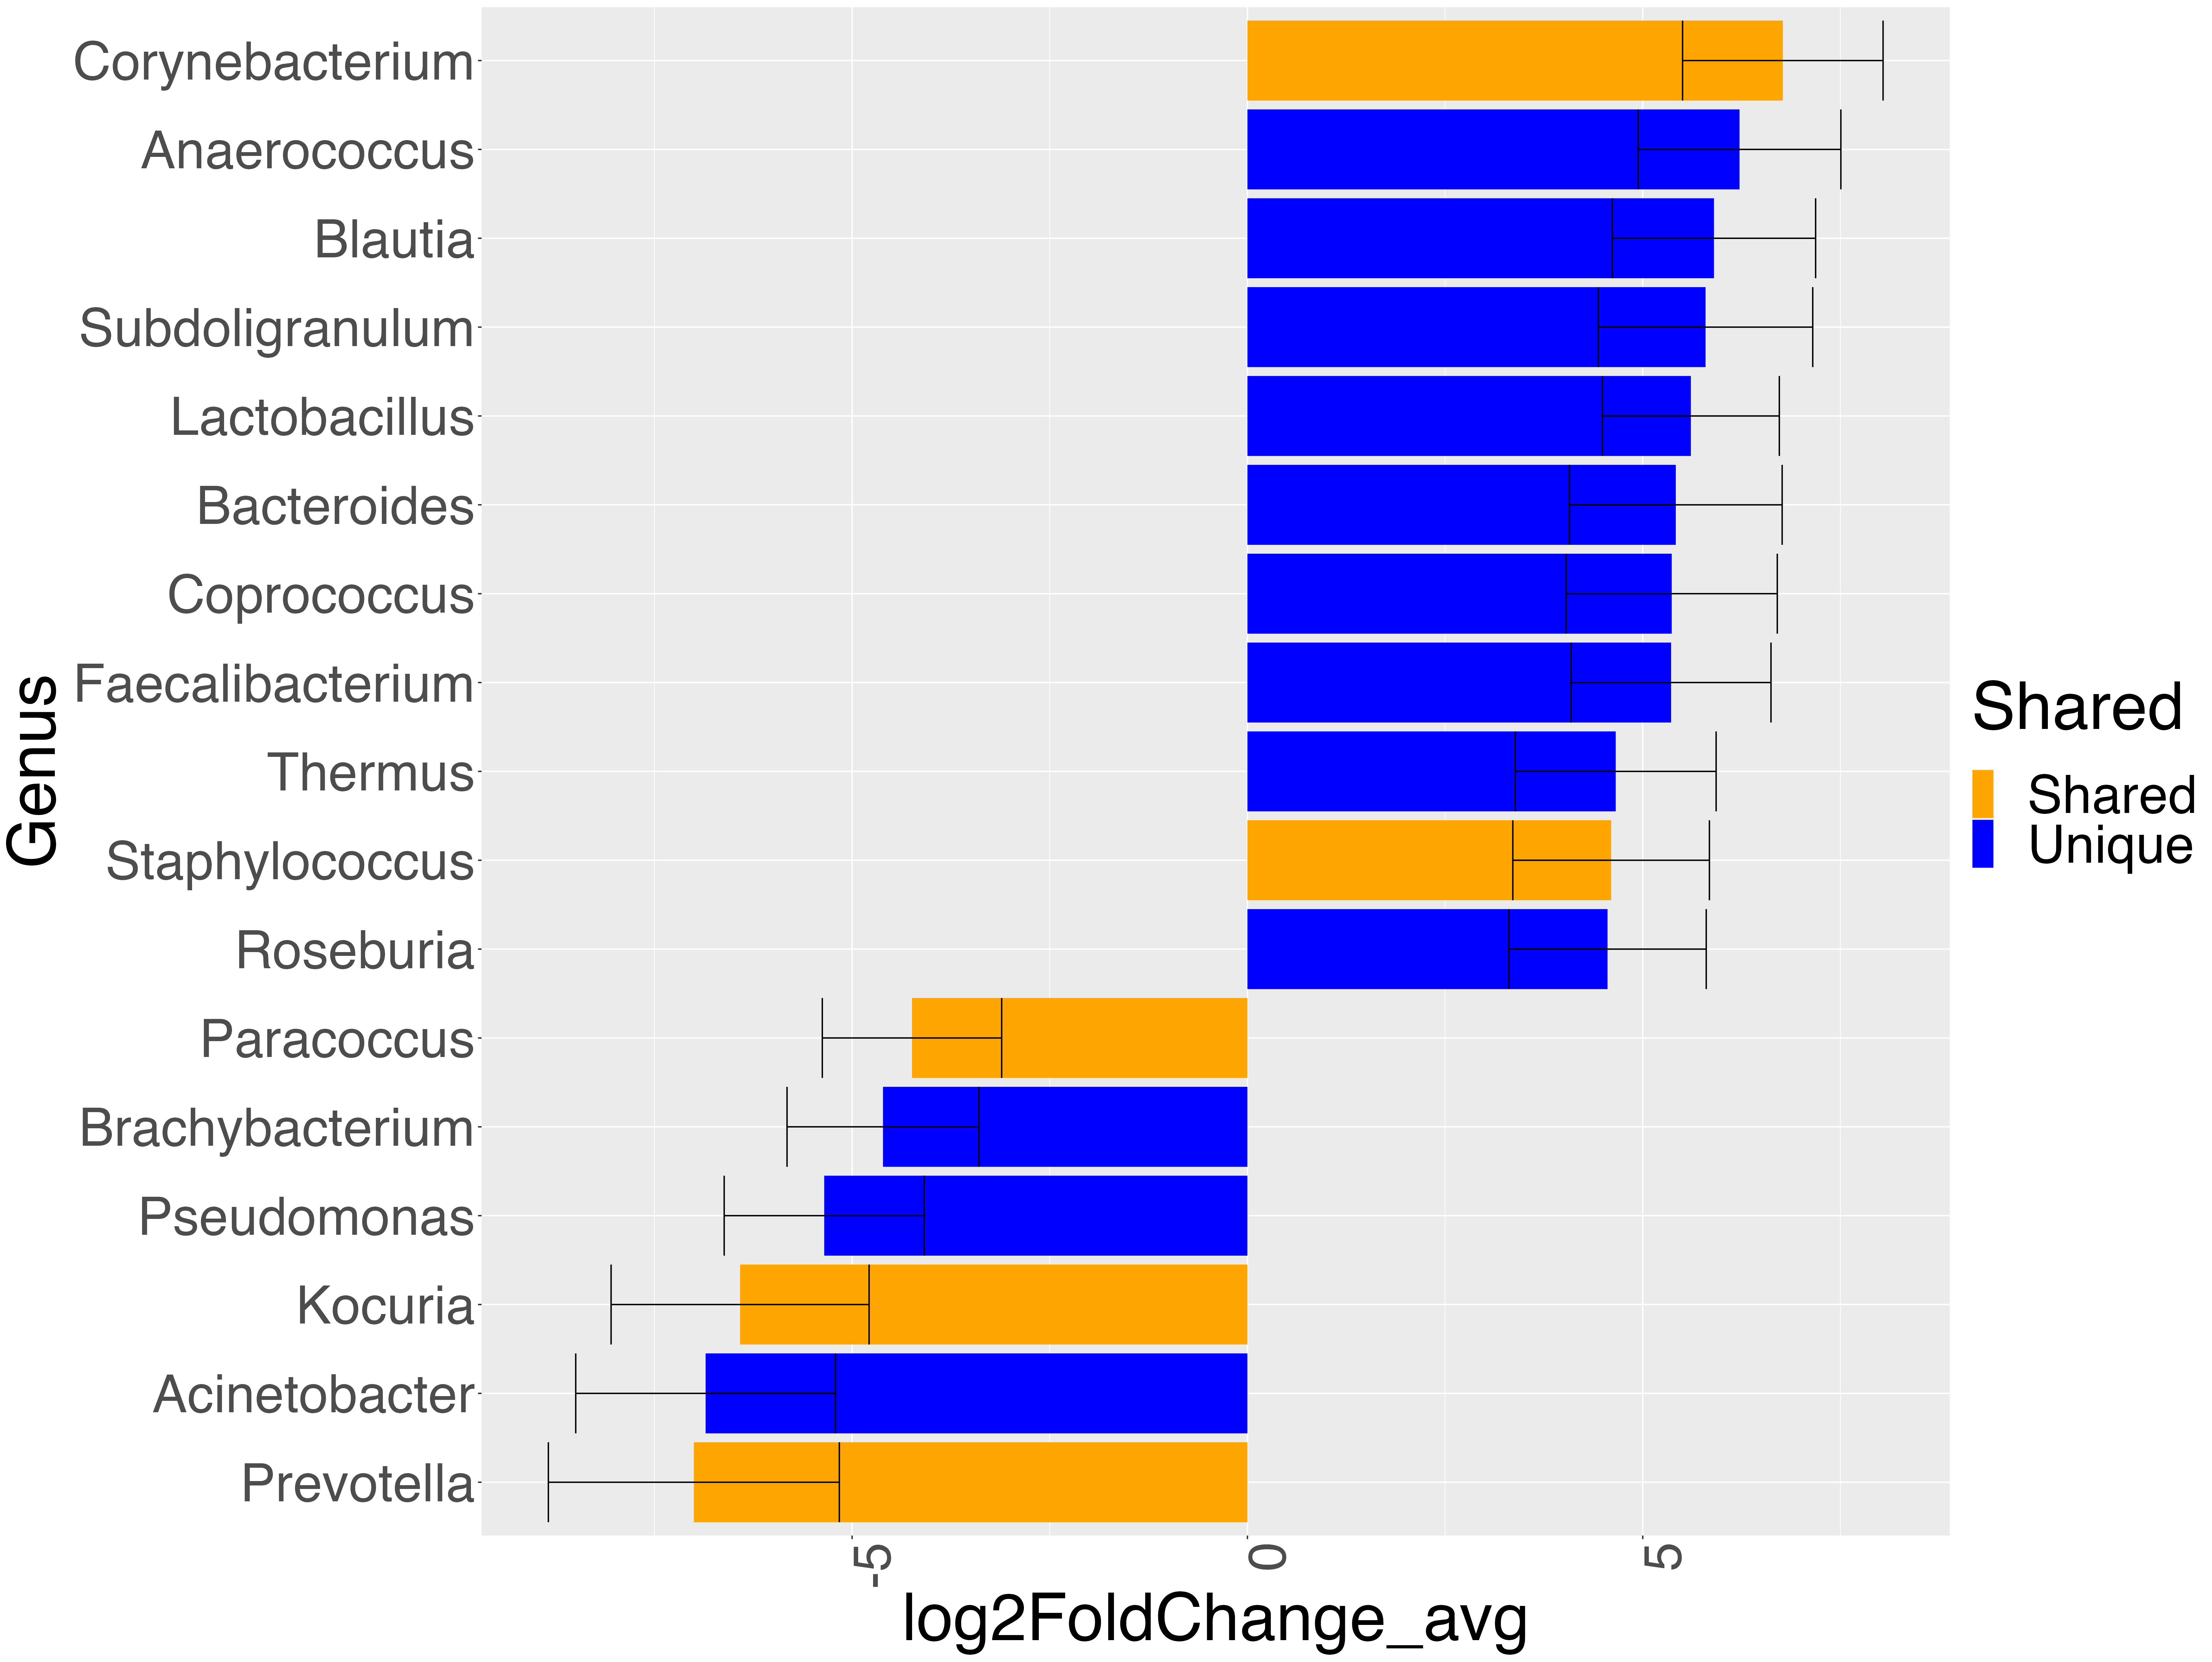 Corynebacterium
Anaerococcus
Blautia
Subdoligranulum
Lactobacillus
Bacteroides
Coprococcus
Faecalibacterium
Thermus
Staphylococcus
Roseburia
Paracoccus
Brachybacterium
Pseudomonas
Kocuria
Acinetobacter
Prevotella
Genus
-5
0
5
log2FoldChange_avg
Shared
Shared
Unique